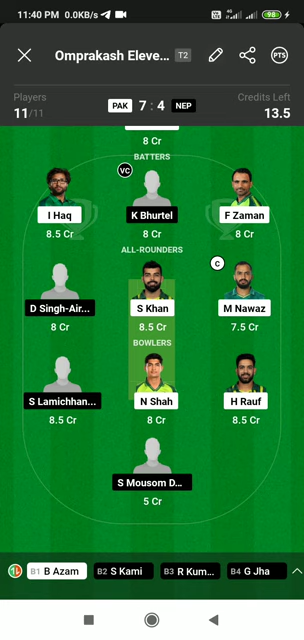 11:40 PM 0.0KB/s
4G
98
Omprakash Eleve... T2
PTS
Players
Credits Left
11/11
PAK 7 : 4 NEP
13.5
8 Cr
BATTERS
VC
I Haq K Bhurtel F Zaman
8.5 Cr 8 Cr 8 Cr
ALL-ROUNDERS
C
D Singh-Air... S Khan M Nawaz
8 Cr 8.5 Cr 7.5 Cr
BOWLERS
S Lamichhan... N Shah H Rauf
8.5 Cr 8 Cr 8.5 Cr
S Mousom D...
5 Cr
B1 B Azam B2 S Kami B3 R Kum... B4 G Jha